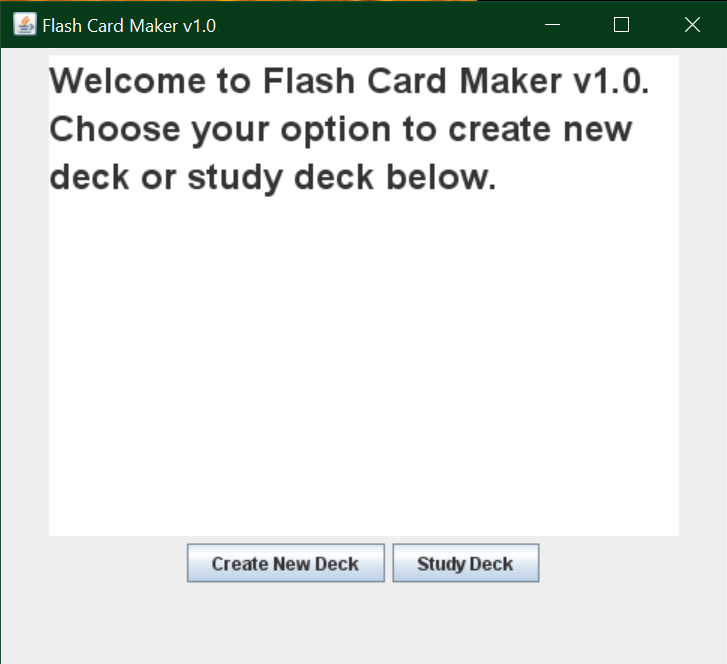 Flash Card Maker v1.0
Welcome to Flash Card Maker v1.0.
Choose your option to create new
deck or study deck below.
Create New Deck
Study Deck